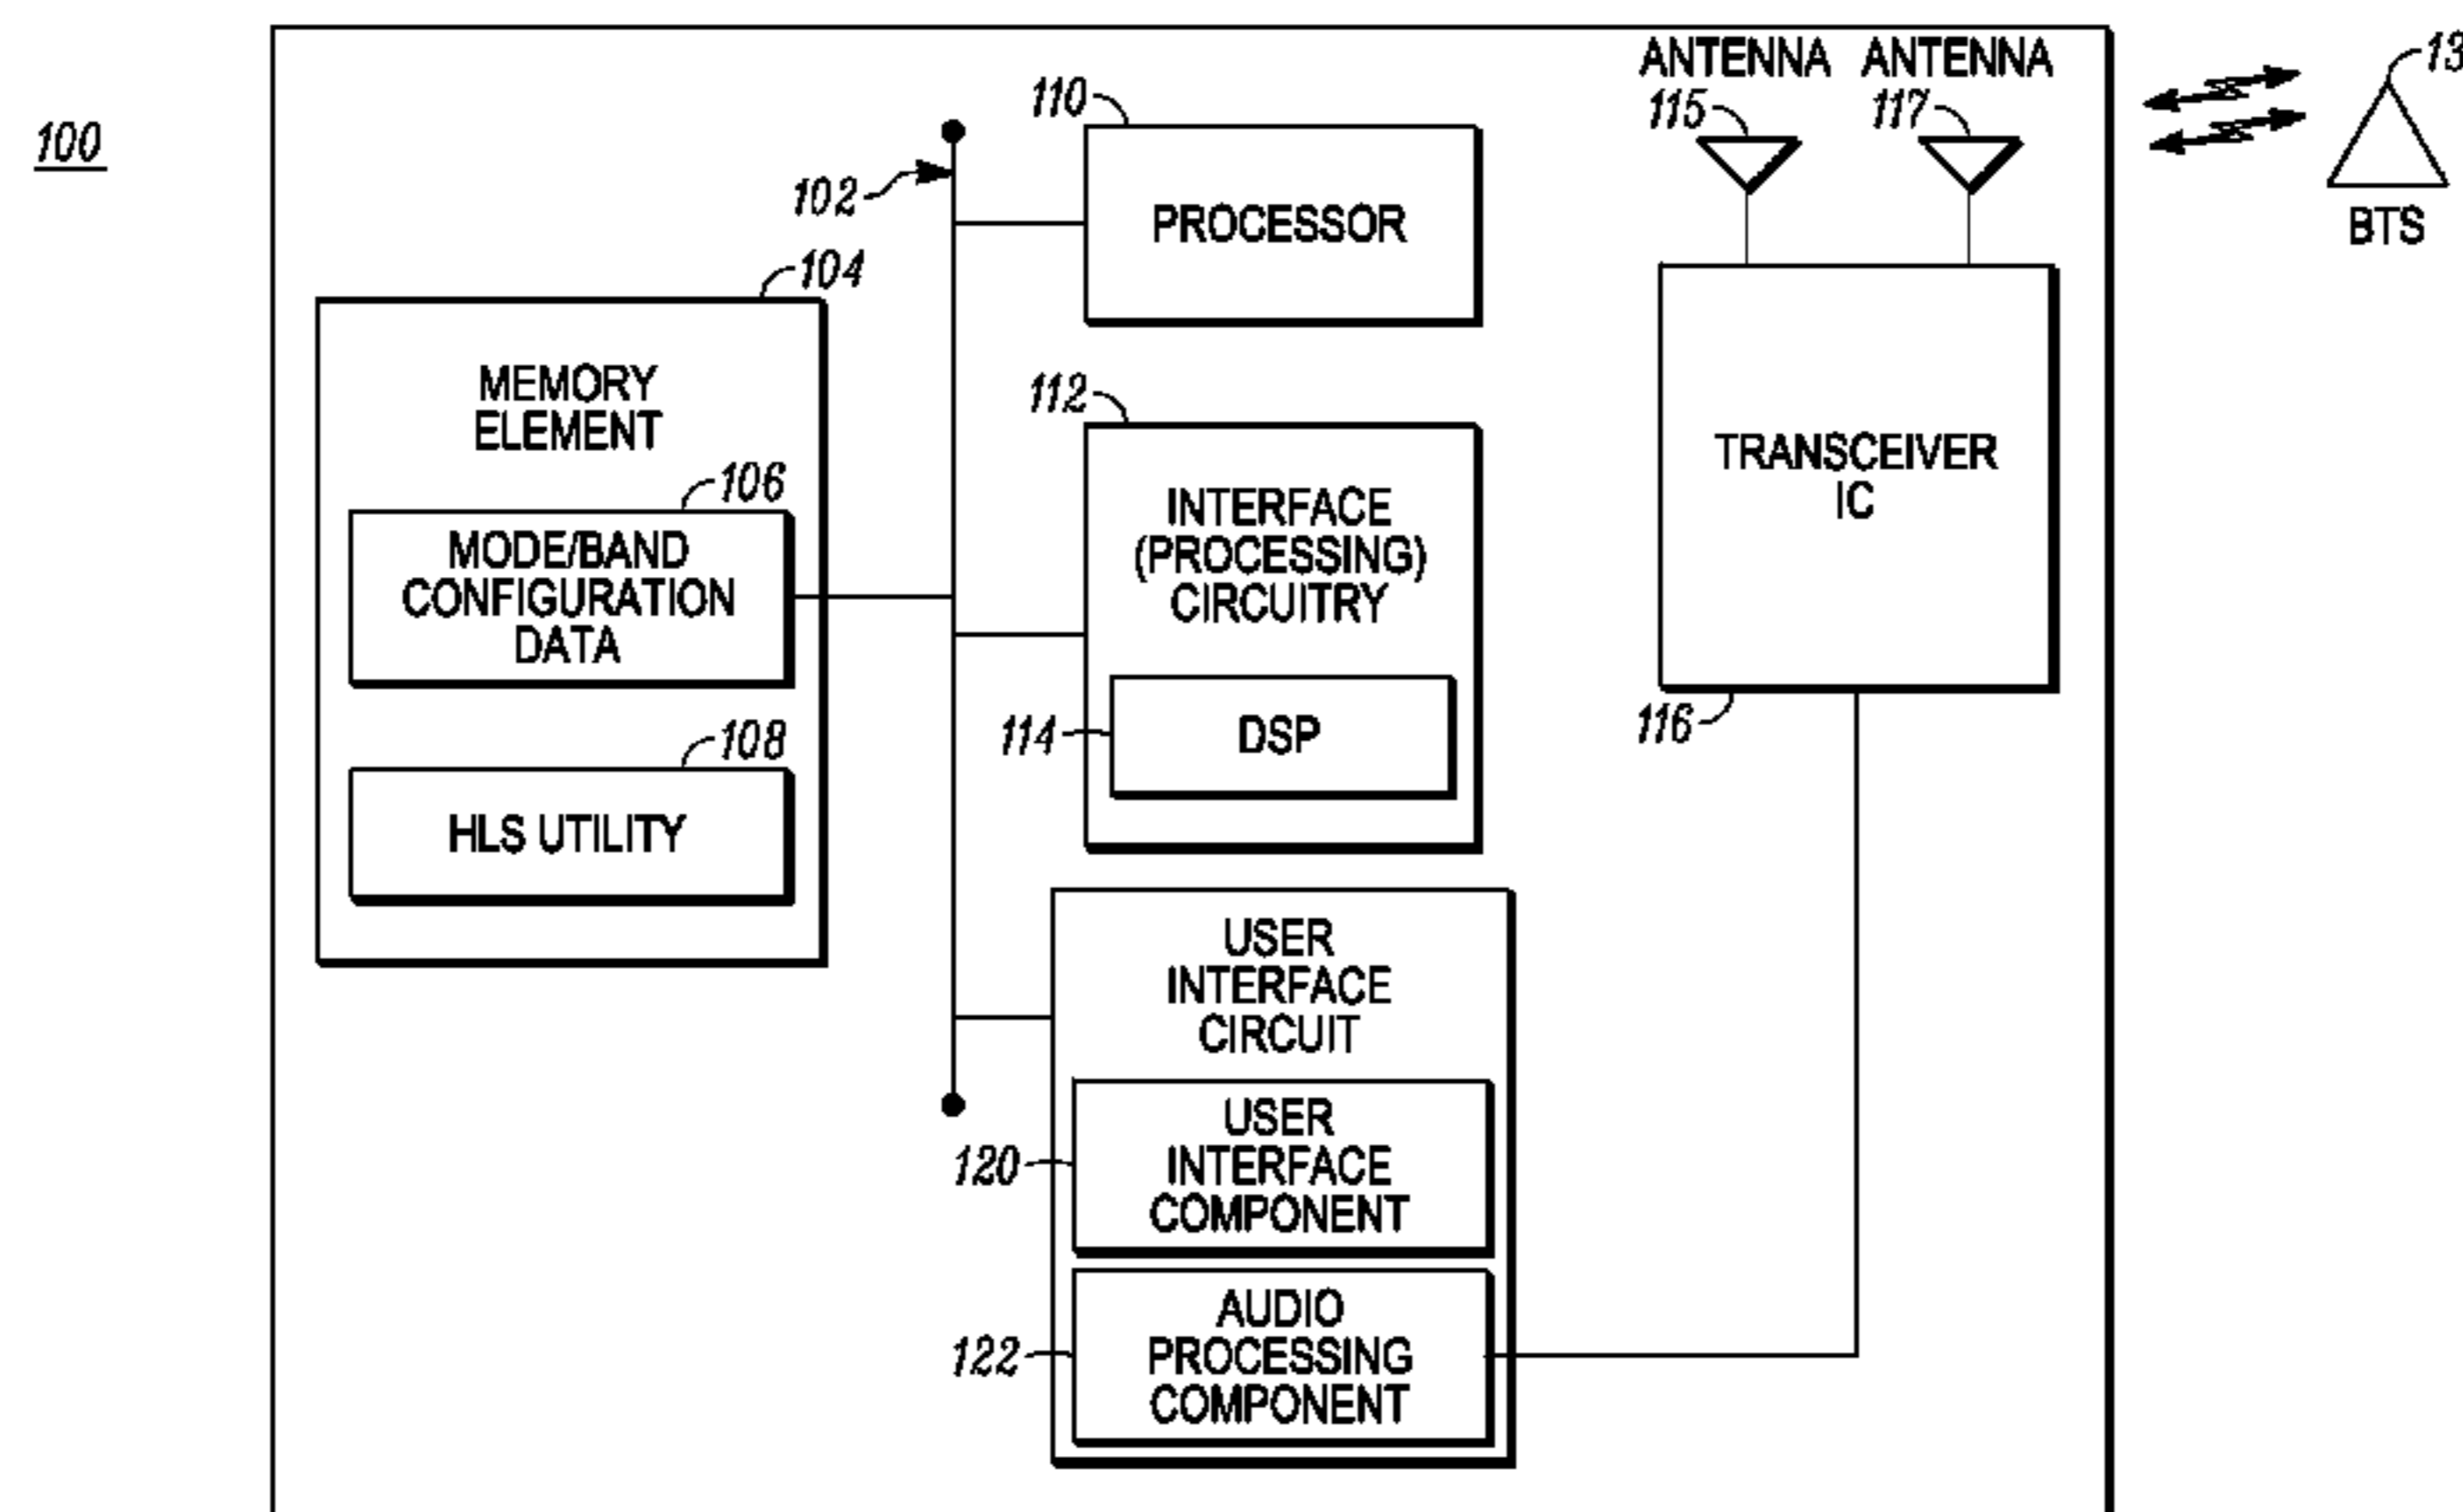 100
ANTENNA
ANTENNA
115
117
13
BTS
110
PROCESSOR
102
104
MEMORY
ELEMENT
106
MODE/BAND
CONFIGURATION
DATA
108
HLS UTILITY
112
INTERFACE
(PROCESSING)
CIRCUITRY
114
DSP
TRANSCEIVER
IC
116
USER
INTERFACE
CIRCUIT
120
USER
INTERFACE
COMPONENT
122
AUDIO
PROCESSING
COMPONENT